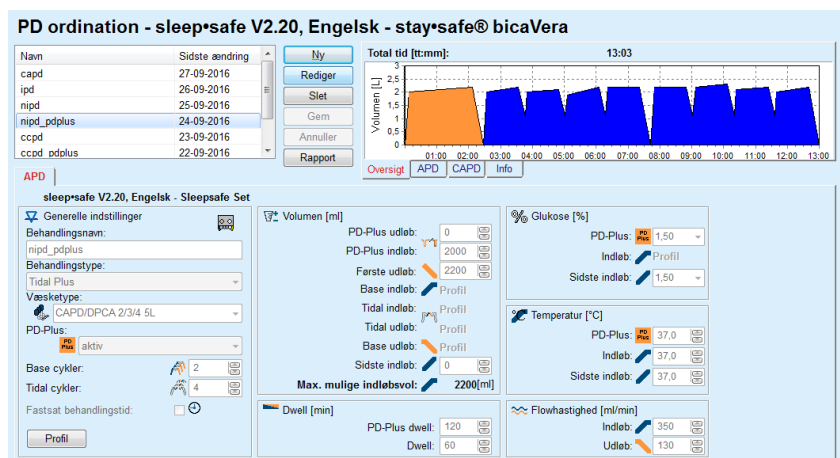 PD ordination - sleep•safe V2.20, Engelsk - stay•safe® bicaVera
Navn Sidste ændring
capd 27-09-2016
ipd 26-09-2016
nipd 25-09-2016
nipd_pdplus 24-09-2016
ccpd 23-09-2016
ccpd_pdplus 22-09-2016
Ny
Rediger
Slet
Gem
Annuller
Rapport
Total tid [tt:mm]: 13:03
Volumen [L]
3
2,5
2
1,5
1
0,5
0
01:00 02:00 03:00 04:00 05:00 06:00 07:00 08:00 09:00 10:00 11:00 12:00 13:00
Oversigt APD CAPD Info
APD
sleep•safe V2.20, Engelsk - Sleepsafe Set
Generelle indstillinger
Behandlingsnavn:
nipd_pdplus
Behandlingstype:
Tidal Plus
Væsketype:
CAPD/DPCA 2/3/4 5L
PD-Plus:
PD Plus aktiv
Base cykler: 2
Tidal cykler: 4
Fastsat behandlingstid:
Profil
Volumen [ml]
PD-Plus udløb: 0
PD-Plus indløb: 2000
Første udløb: 2200
Base indløb: Profil
Tidal indløb: Profil
Tidal udløb: Profil
Base udløb: Profil
Sidste indløb: 0
Max. mulige indløbsvol: 2200[ml]
Dwell [min]
PD-Plus dwell: 120
Dwell: 60
Glukose [%]
PD-Plus: PD Plus 1,50
Indløb: Profil
Sidste indløb: 1,50
Temperatur [°C]
PD-Plus: PD Plus 37,0
Indløb: 37,0
Sidste indløb: 37,0
Flowhastighed [ml/min]
Indløb: 350
Udløb: 130